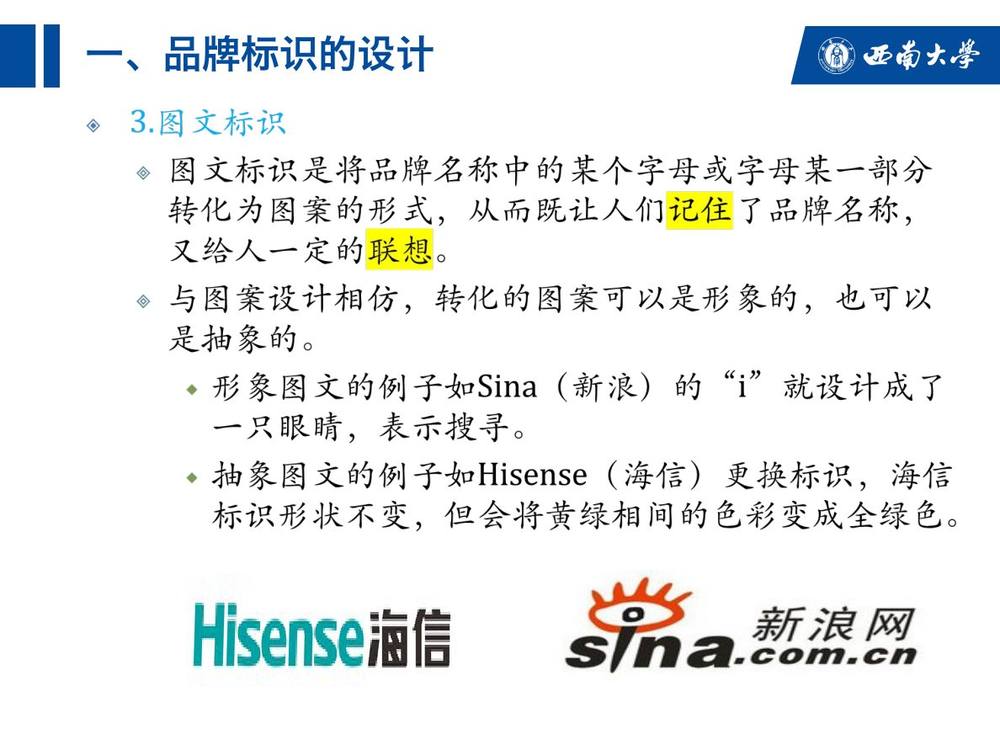 一、品牌标识的设计
西南大学
3.图文标识
图文标识是将品牌名称中的某个字母或字母某一部分
转化为图案的形式，从而既让人们记住了品牌名称，
又给人一定的联想。
与图案设计相仿，转化的图案可以是形象的，也可以
是抽象的。
形象图文的例子如Sina（新浪）的“i”就设计成了
一只眼睛，表示搜寻。
抽象图文的例子如Hisense（海信）更换标识，海信
标识形状不变，但会将黄绿相间的色彩变成全绿色。
Hisense海信
新浪网
sina.com.cn